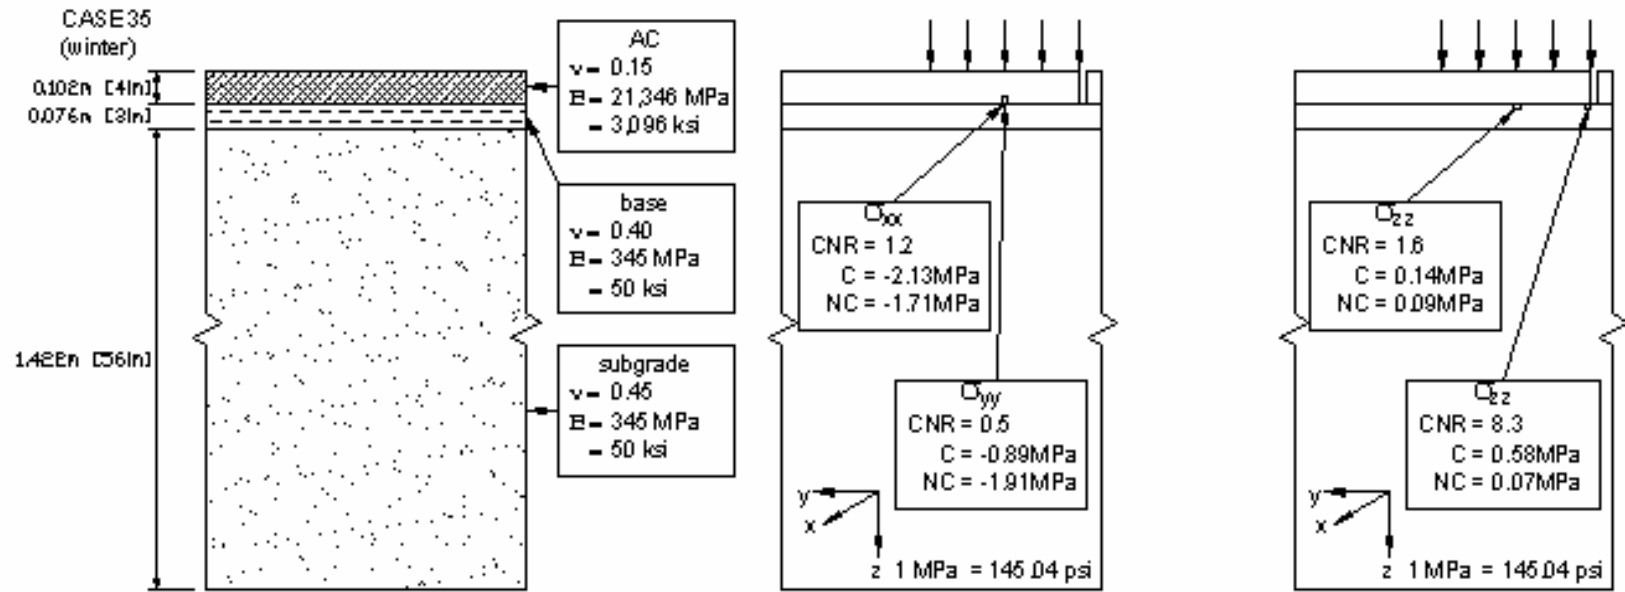 CASE35
(winter)
0.102m [4in]
0.076m [3in]
1.422m [56in]
AC
ν = 0.15
E = 21,346 MPa
= 3,096 ksi
base
ν = 0.40
E = 345 MPa
= 50 ksi
subgrade
ν = 0.45
E = 345 MPa
= 50 ksi
σxx
CNR = 1.2
C = -2.13MPa
NC = -1.71MPa
σyy
CNR = 0.5
C = -0.89MPa
NC = -1.91MPa
y
x
z
1 MPa = 145.04 psi
σzz
CNR = 1.6
C = 0.14MPa
NC = 0.09MPa
σzz
CNR = 8.3
C = 0.58MPa
NC = 0.07MPa
y
x
z
1 MPa = 145.04 psi